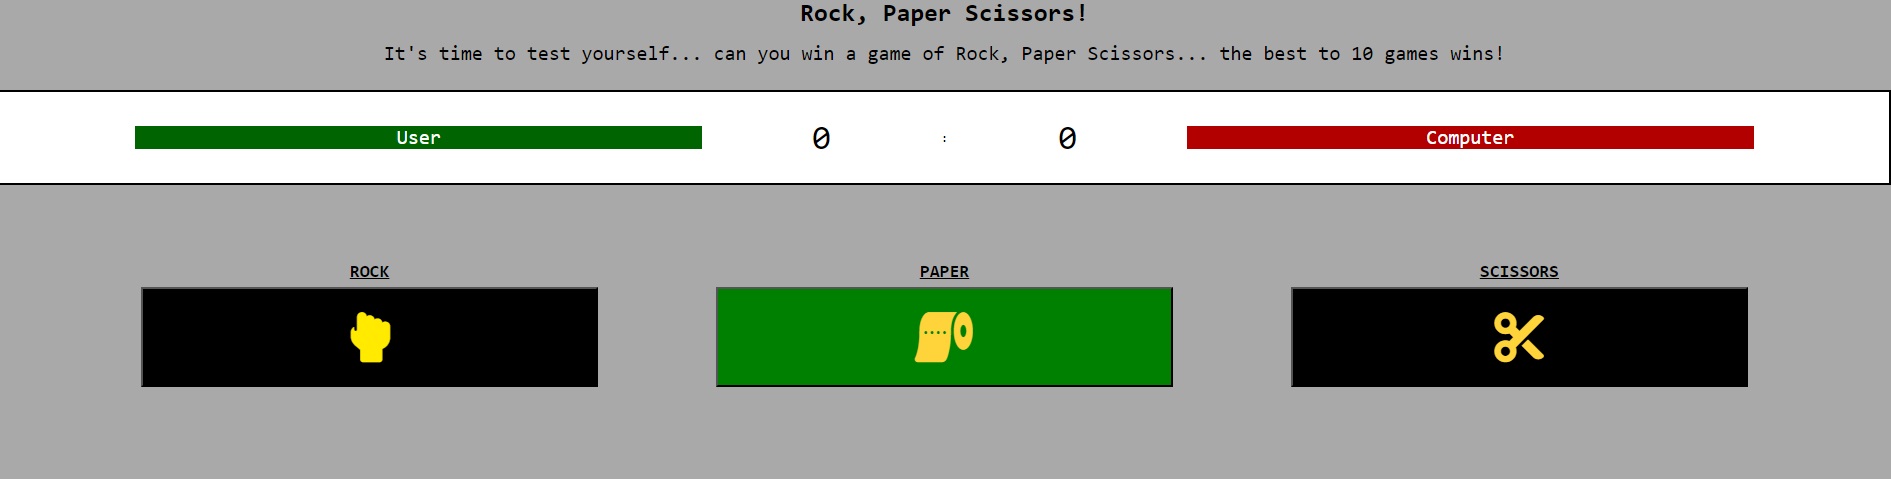 Rock, Paper Scissors!
It's time to test yourself... can you win a game of Rock, Paper Scissors... the best to 10 games wins!
User 0 : 0 Computer
ROCK PAPER SCISSORS